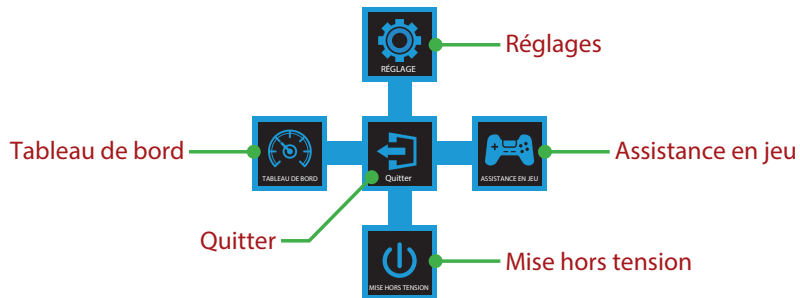 RÉGLAGE
Réglages
Tableau de bord
TABLEAU DE BORD
Quitter
ASSISTANCE EN JEU
Assistance en jeu
Quitter
MISE HORS TENSION
Mise hors tension